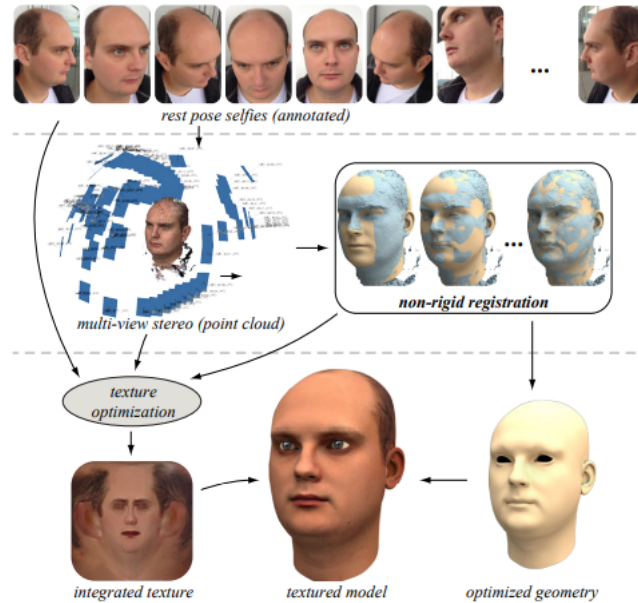 ...
rest pose selfies (annotated)
...
non-rigid registration
multi-view stereo (point cloud)
texture
optimization
integrated texture
textured model
optimized geometry